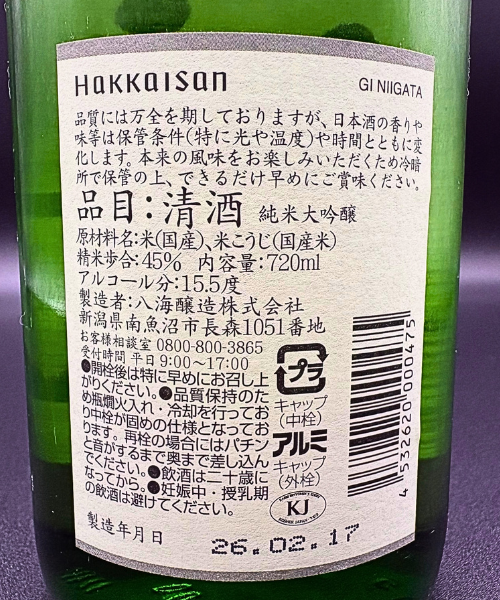 Hakkaisan
GI NIIGATA
品質には万全を期しておりますが、日本酒の香りや
味等は保管条件(特に光や温度)や時間とともに変
化します。本来の風味をお楽しみいただくため冷暗
所で保管の上、できるだけ早めにご賞味ください。
品目:清酒 純米大吟醸
原材料名:米(国産)、米こうじ(国産米)
精米歩合:45% 内容量:720ml
アルコール分:15.5度
製造者:八海醸造株式会社
新潟県南魚沼市長森1051番地
お客様相談室 0800-800-3865
受付時間 平日9:00〜17:00
●開栓後は特に早めにお召し上
がりください。●品質保持のた
め瓶燗火入れ・冷却を行ってお
り中栓が固めの仕様となってお
ります。再栓の場合にはパチン
と音がするまで奥まで差し込ん
でください。●飲酒は二十歳に
なってから。●妊娠中・授乳期
の飲酒は避けてください。
プラ
キャップ
(中栓)
アルミ
キャップ
(外栓)
KJ
KOSHER JAPAN
4 532620 000475
製造年月日
26.02.17